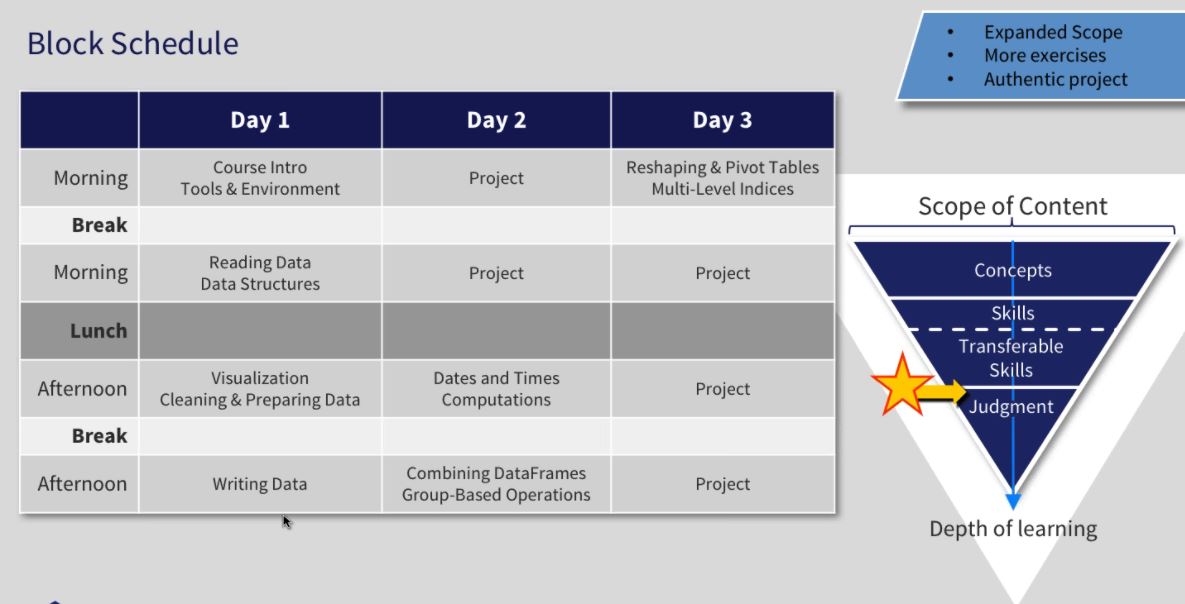 Block Schedule
• Expanded Scope
• More exercises
• Authentic project
Day 1 Day 2 Day 3
Morning
Course Intro
Tools & Environment
Project
Reshaping & Pivot Tables
Multi-Level Indices
Break
Morning
Reading Data
Data Structures
Project
Project
Lunch
Afternoon
Visualization
Cleaning & Preparing Data
Dates and Times
Computations
Project
Break
Afternoon
Writing Data
Combining DataFrames
Group-Based Operations
Project
Scope of Content
Concepts
Skills
Transferable
Skills
Judgment
Depth of learning